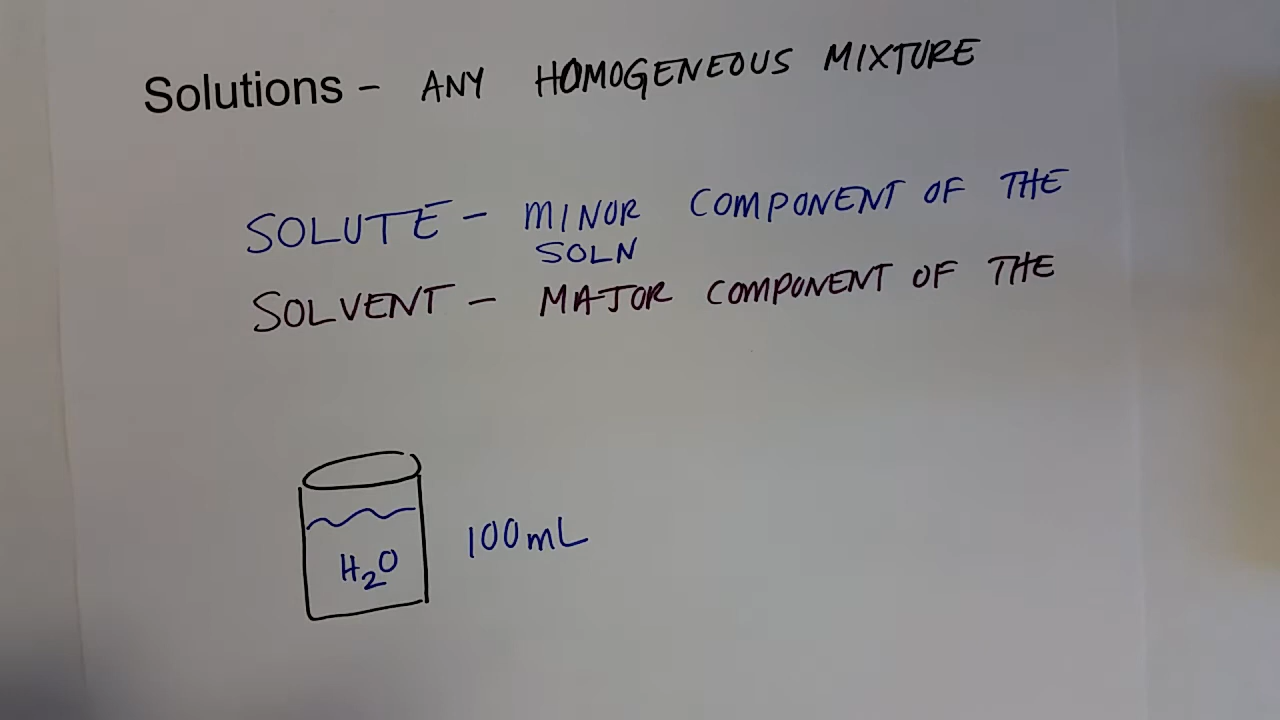 Solutions - ANY HOMOGENEOUS MIXTURE
SOLUTE - MINOR COMPONENT OF THE
SOLN
SOLVENT - MAJOR COMPONENT OF THE
H₂O
100mL